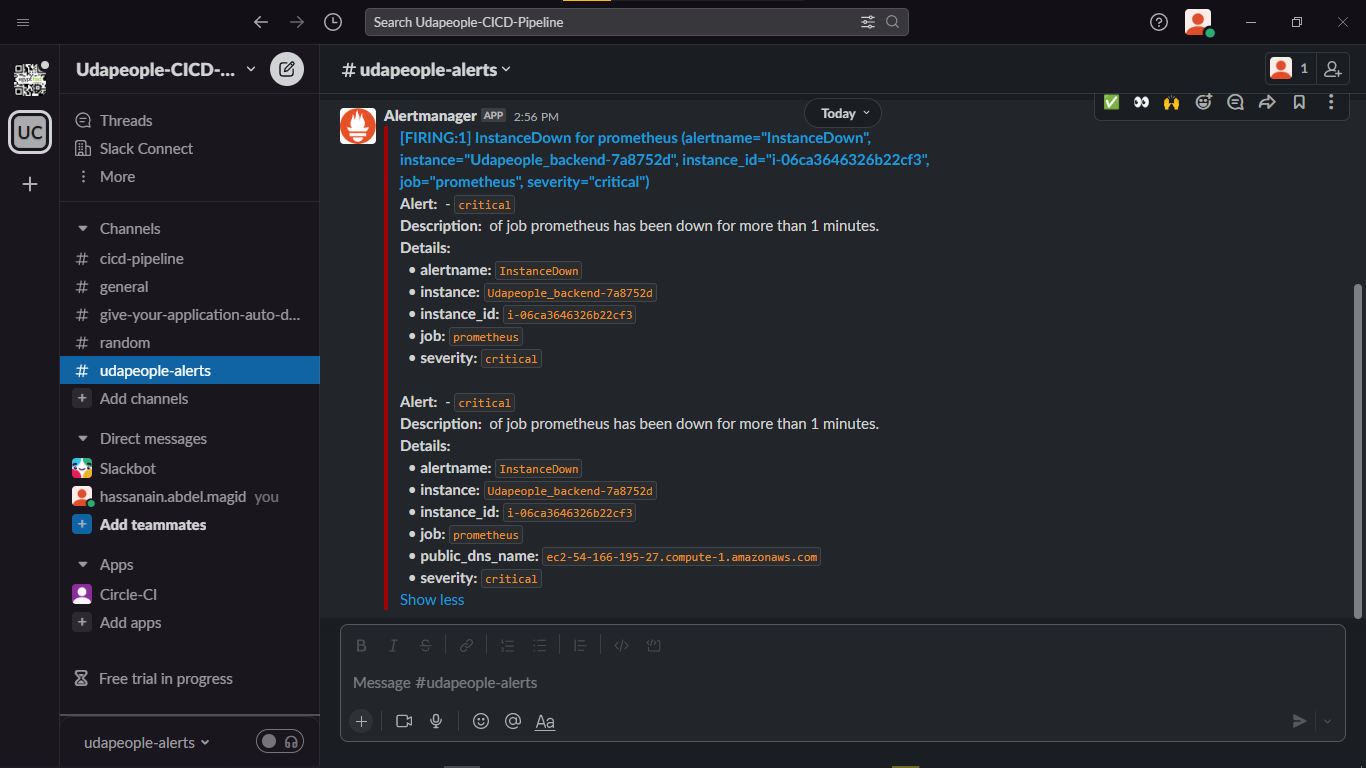 Search Udapeople-CICD-Pipeline
UC
Udapeople-CICD-...
Threads
Slack Connect
More
Channels
# cicd-pipeline
# general
# give-your-application-auto-d...
# random
# udapeople-alerts
+ Add channels
Direct messages
Slackbot
hassanain.abdel.magid you
+ Add teammates
Apps
Circle-CI
+ Add apps
Free trial in progress
udapeople-alerts
# udapeople-alerts
1
Today
Alertmanager APP 2:56 PM
[FIRING:1] InstanceDown for prometheus (alertname="InstanceDown",
instance="Udapeople_backend-7a8752d", instance_id="i-06ca3646326b22cf3",
job="prometheus", severity="critical")
Alert: - critical
Description: of job prometheus has been down for more than 1 minutes.
Details:
• alertname: InstanceDown
• instance: Udapeople_backend-7a8752d
• instance_id: i-06ca3646326b22cf3
• job: prometheus
• severity: critical
Alert: - critical
Description: of job prometheus has been down for more than 1 minutes.
Details:
• alertname: InstanceDown
• instance: Udapeople_backend-7a8752d
• instance_id: i-06ca3646326b22cf3
• job: prometheus
• public_dns_name: ec2-54-166-195-27.compute-1.amazonaws.com
• severity: critical
Show less
B I S
Message #udapeople-alerts
Aa